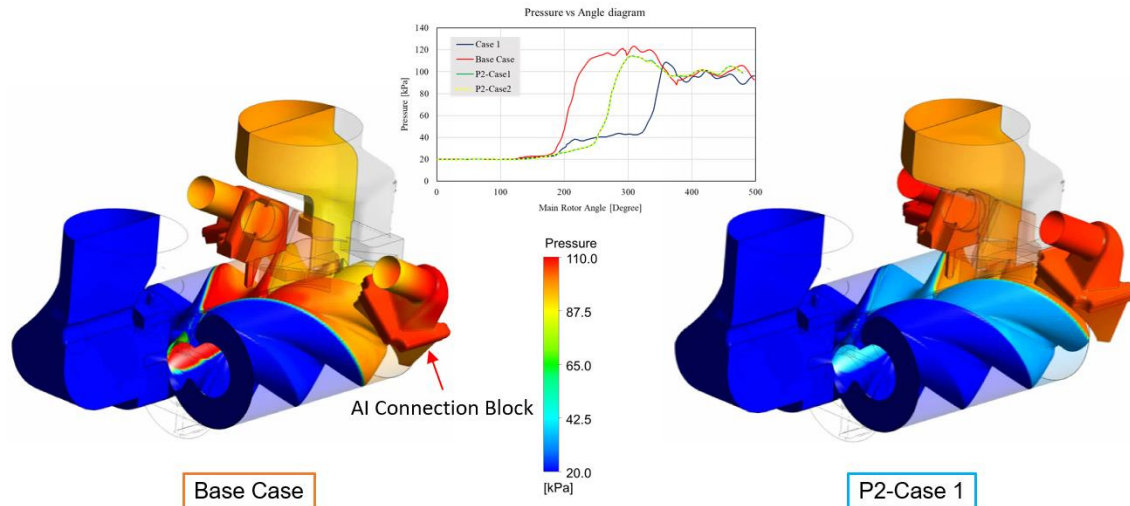 Pressure vs Angle diagram
140
120
100
80
60
40
20
0
Pressure [kPa]
Case 1
Base Case
P2-Case1
P2-Case2
0
100
200
300
400
500
Main Rotor Angle [Degree]
Pressure
110.0
87.5
65.0
42.5
20.0
[kPa]
AI Connection Block
Base Case
P2-Case 1